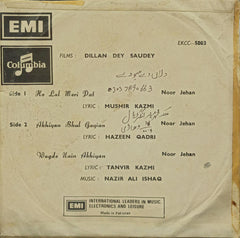 EMI
EKCC-5003
FILMS : DILLAN DEY SAUDEY
Columbia
Side 1 Ho Lal Meri Pat Noor Jehan
LYRIC: MUSHIR KAZMI
Side 2 Akhiyan Bhul Gayian Noor Jehan
LYRIC: HAZEEN QADRI
Wagde Nain Akhiyan Noor Jehan
LYRIC: TANVIR KAZMI
MUSIC: NAZIR ALI ISHAQ
EMI
INTERNATIONAL LEADERS IN MUSIC,
ELECTRONICS AND LEISURE
Made in Pakistan